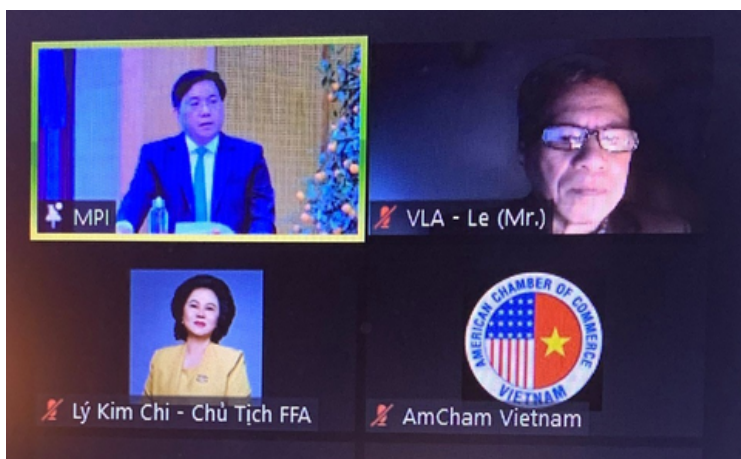 MPI
VLA - Le (Mr.)
Lý Kim Chi - Chủ Tịch FFA
AMERICAN CHAMBER OF COMMERCE
VIETNAM
AmCham Vietnam